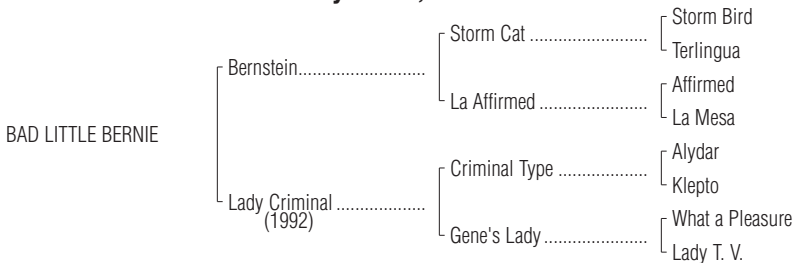 Storm Bird
Storm Cat ..........................
Terlingua
Bernstein............................
Affirmed
La Affirmed ........................
La Mesa
BAD LITTLE BERNIE
Alydar
Criminal Type ....................
Klepto
Lady Criminal ....................
(1992)
What a Pleasure
Gene's Lady .......................
Lady T. V.